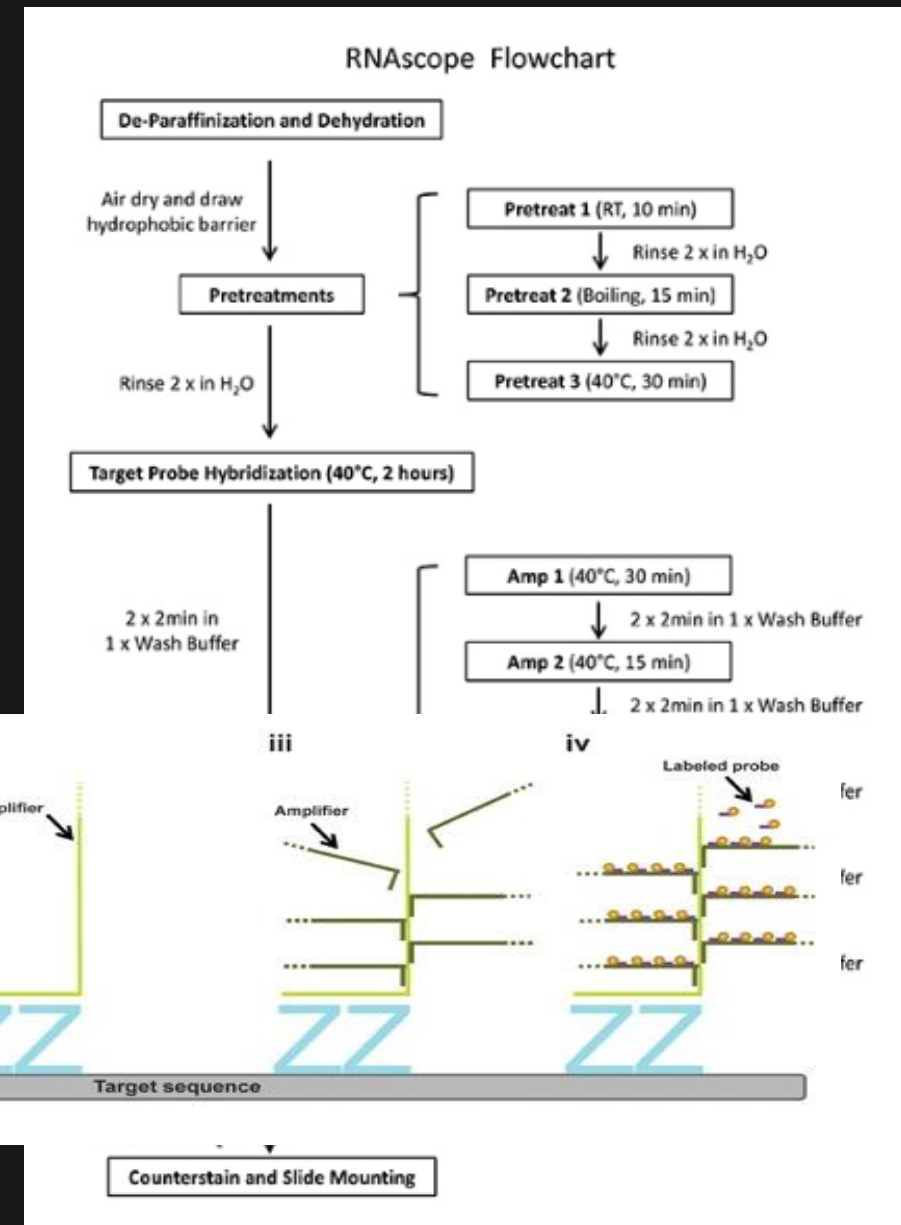 RNAscope Flowchart
De-Paraffinization and Dehydration
Air dry and draw
hydrophobic barrier
Pretreatments
Pretreat 1 (RT, 10 min)
Rinse 2 x in H₂O
Pretreat 2 (Boiling, 15 min)
Rinse 2 x in H₂O
Pretreat 3 (40°C, 30 min)
Rinse 2 x in H₂O
Target Probe Hybridization (40°C, 2 hours)
2 x 2min in
1 x Wash Buffer
Amp 1 (40°C, 30 min)
2 x 2min in 1 x Wash Buffer
Amp 2 (40°C, 15 min)
2 x 2min in 1 x Wash Buffer
plifier
iii
Amplifier
iv
Labeled probe
fer
fer
fer
ZZ
ZZ
ZZ
Target sequence
Counterstain and Slide Mounting